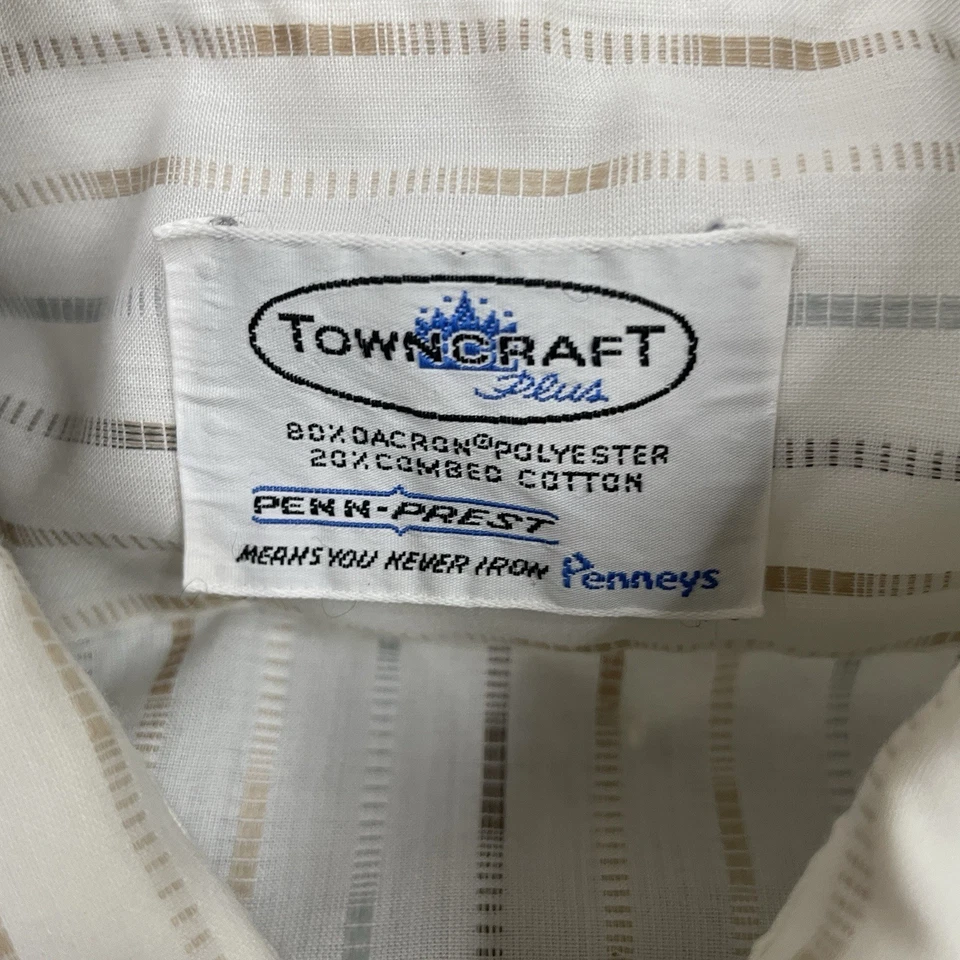 TOWNCRAFT
Plus
80% DACRON® POLYESTER
20% COMBED COTTON
PENN-PREST
MEANS YOU NEVER IRON Penneys